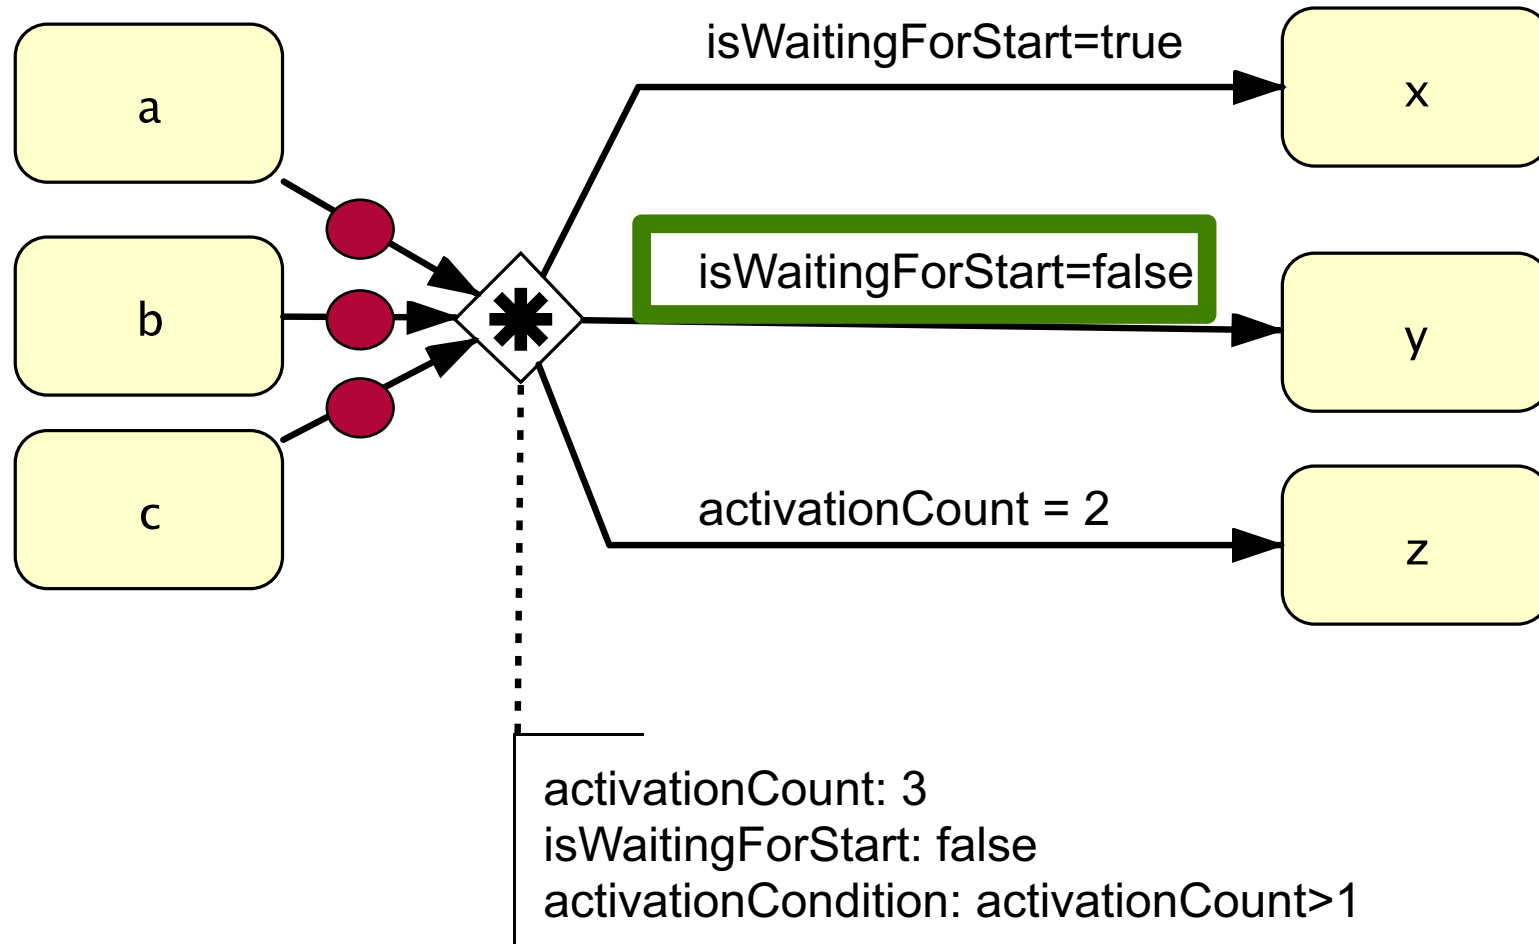 isWaitingForStart=true
a
x
isWaitingForStart=false
b
y
activationCount = 2
c
z
activationCount: 3
isWaitingForStart: false
activationCondition: activationCount>1